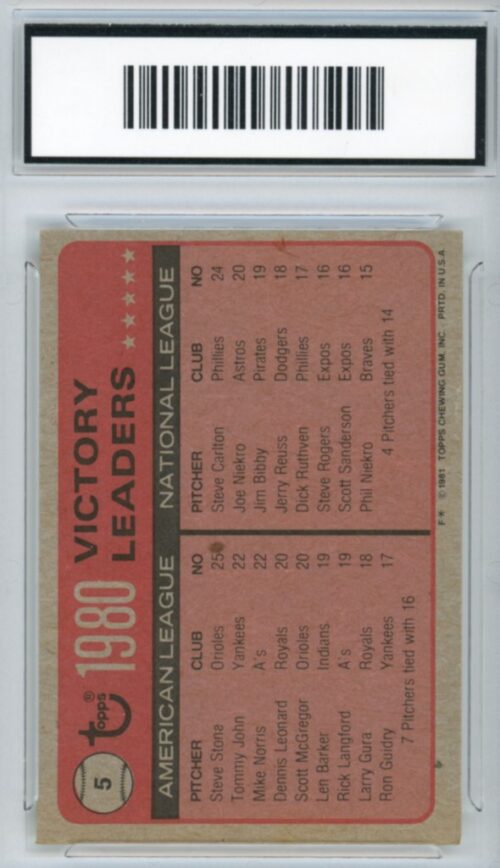 5
topps®
1980 VICTORY
LEADERS
AMERICAN LEAGUE
PITCHER CLUB NO
Steve Stona Orioles 25
Tommy John Yankees 22
Mike Norris A's 22
Dennis Leonard Royals 20
Scott McGregor Orioles 20
Len Barker Indians 19
Rick Langford A's 19
Larry Gura Royals 18
Ron Guidry Yankees 17
7 Pitchers tied with 16
NATIONAL LEAGUE
PITCHER CLUB NO
Steve Carlton Phillies 24
Joe Niekro Astros 20
Jim Bibby Pirates 19
Jerry Reuss Dodgers 18
Dick Ruthven Phillies 17
Steve Rogers Expos 16
Scott Sanderson Expos 16
Phil Niekro Braves 15
4 Pitchers tied with 14
F* © 1981 TOPPS CHEWING GUM, INC. PRTD. IN U.S.A.